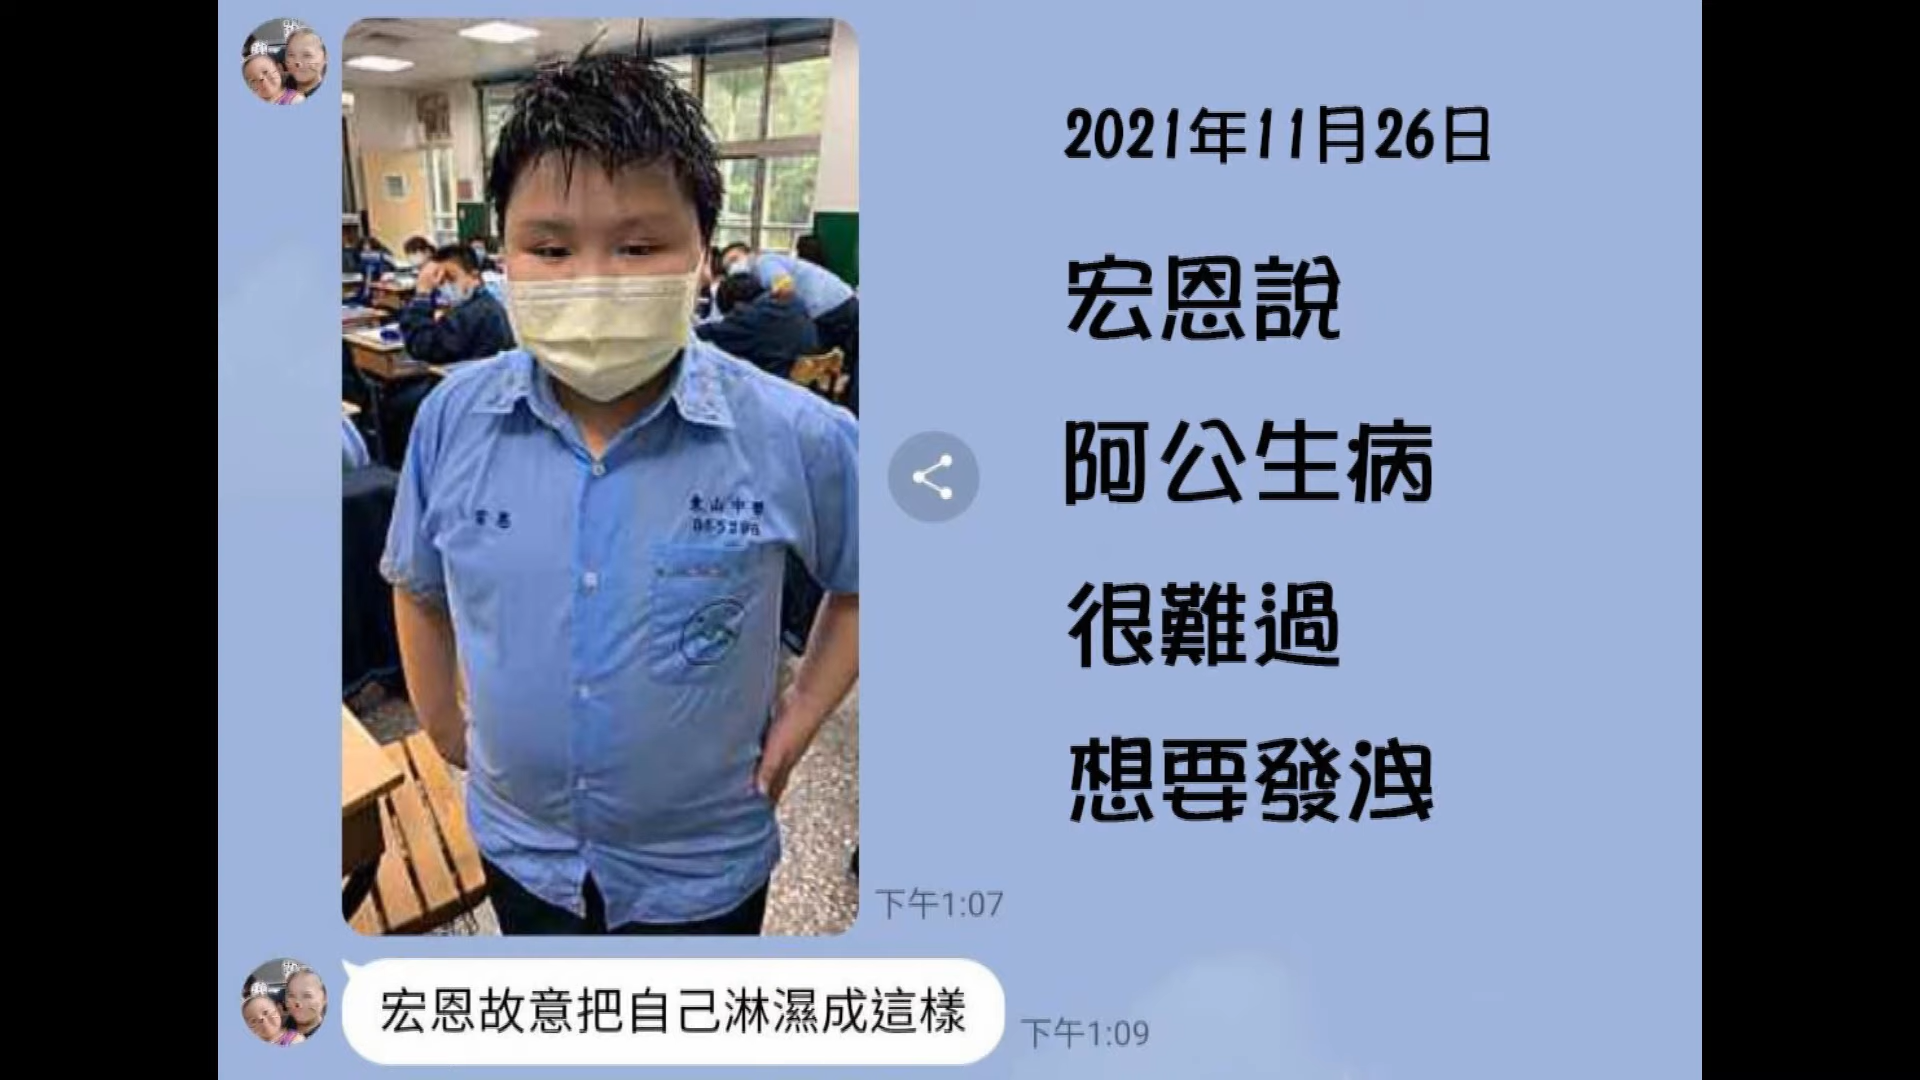 2021年11月26日
宏恩說
阿公生病
很難過
想要發洩
宏恩
下午1:07
宏恩故意把自己淋濕成這樣
下午1:09